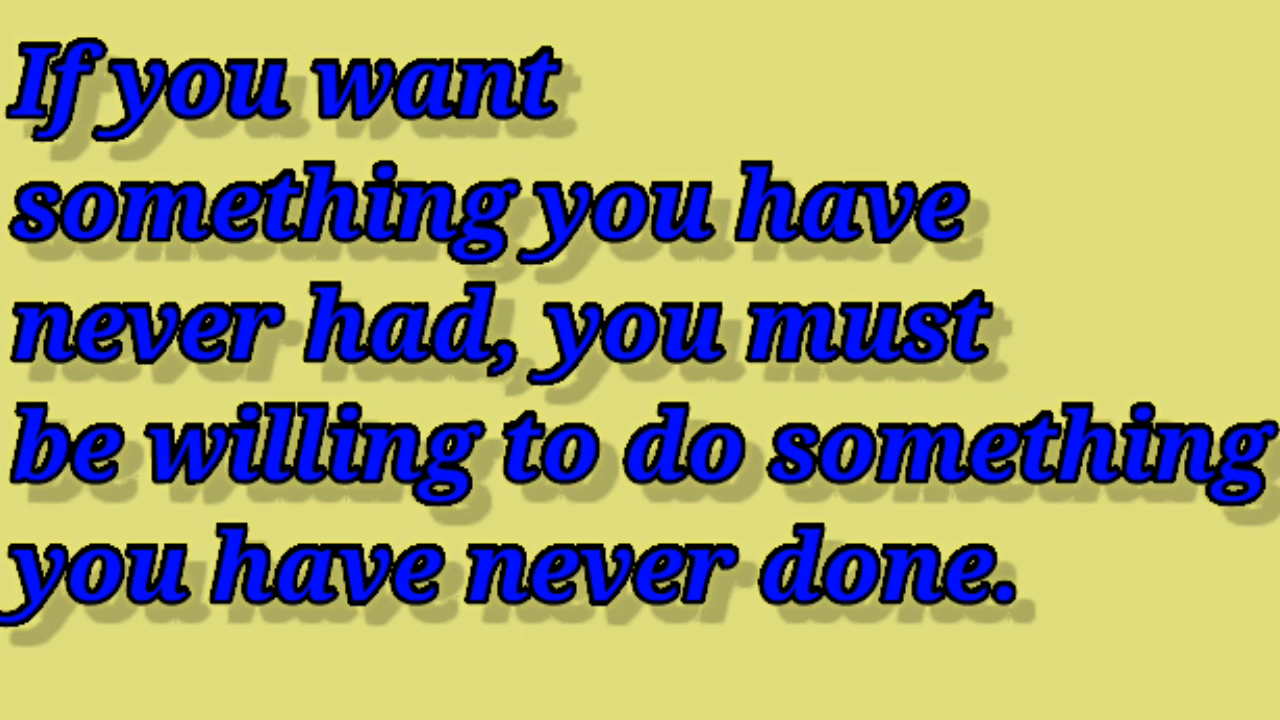 If you want
something you have
never had, you must
be willing to do something
you have never done.